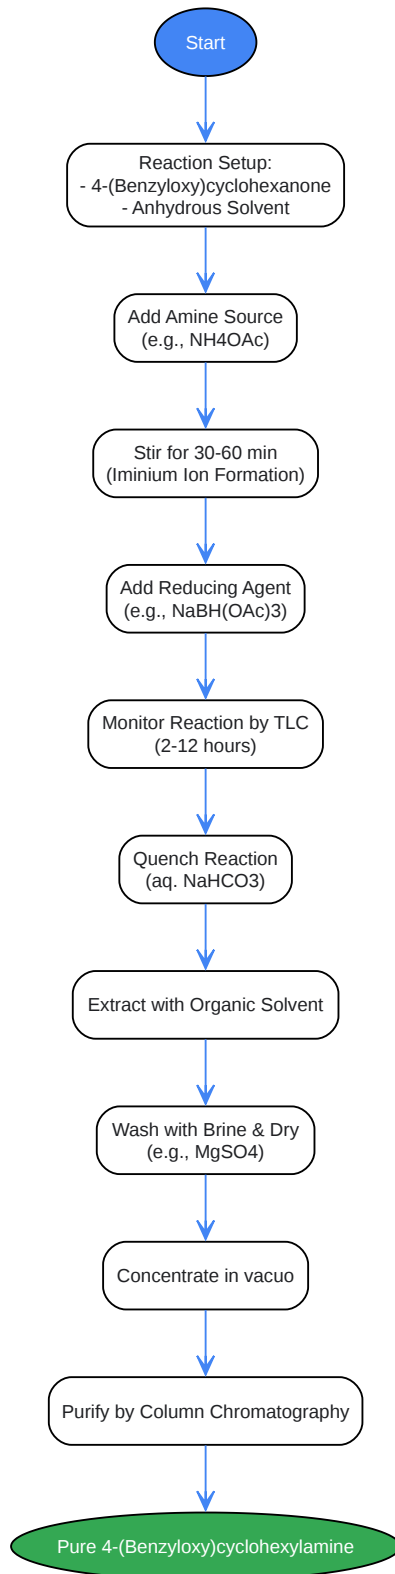 Start
Reaction Setup:
- 4-(Benzyloxy)cyclohexanone
- Anhydrous Solvent
Add Amine Source
(e.g., NH4OAc)
Stir for 30-60 min
(Iminium Ion Formation)
Add Reducing Agent
(e.g., NaBH(OAc)3)
Monitor Reaction by TLC
(2-12 hours)
Quench Reaction
(aq. NaHCO3)
Extract with Organic Solvent
Wash with Brine & Dry
(e.g., MgSO4)
Concentrate in vacuo
Purify by Column Chromatography
Pure 4-(Benzyloxy)cyclohexylamine